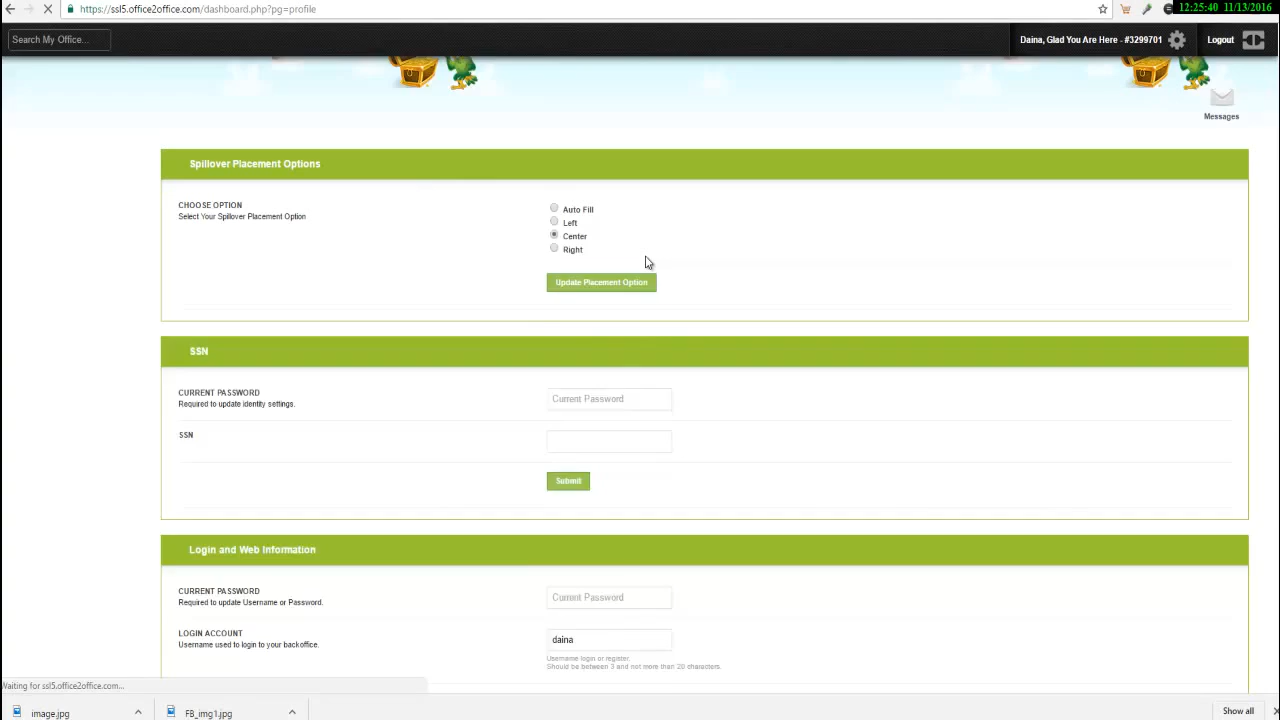 https://ssl5.office2office.com/dashboard.php?pg=profile
12:25:40 11/13/2016
Search My Office...
Daina, Glad You Are Here - #3299701
Logout
Messages
Spillover Placement Options
CHOOSE OPTION
Select Your Spillover Placement Option
Auto Fill
Left
Center
Right
Update Placement Option
SSN
CURRENT PASSWORD
Required to update identity settings.
Current Password
SSN
Submit
Login and Web Information
CURRENT PASSWORD
Required to update Username or Password.
Current Password
LOGIN ACCOUNT
Username used to login to your backoffice.
daina
Username login or register.
Should be between 3 and not more than 20 characters.
Waiting for ssl5.office2office.com...
image.jpg
FB_img1.jpg
Show all